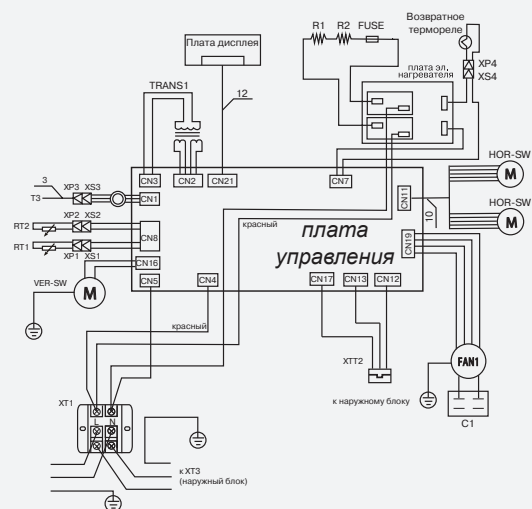 R1 R2 FUSE
Возвратное
термореле
Плата дисплея
плата эл,
нагревателя
XP4
XS4
TRANS1
12
CN3
CN2
CN21
CN7
HOR-SW
M
3
XP3 XS3
T3
CN1
CN11
XP2 XS2
RT2
CN8
10
HOR-SW
M
красный
RT1
XP1 XS1
плата
управления
CN19
CN16
VER-SW
M
CN5
CN4
CN17
CN13
CN12
красный
XTT2
FAN1
к наружному блоку
C1
XT1
L N
к XT3
(наружный блок)